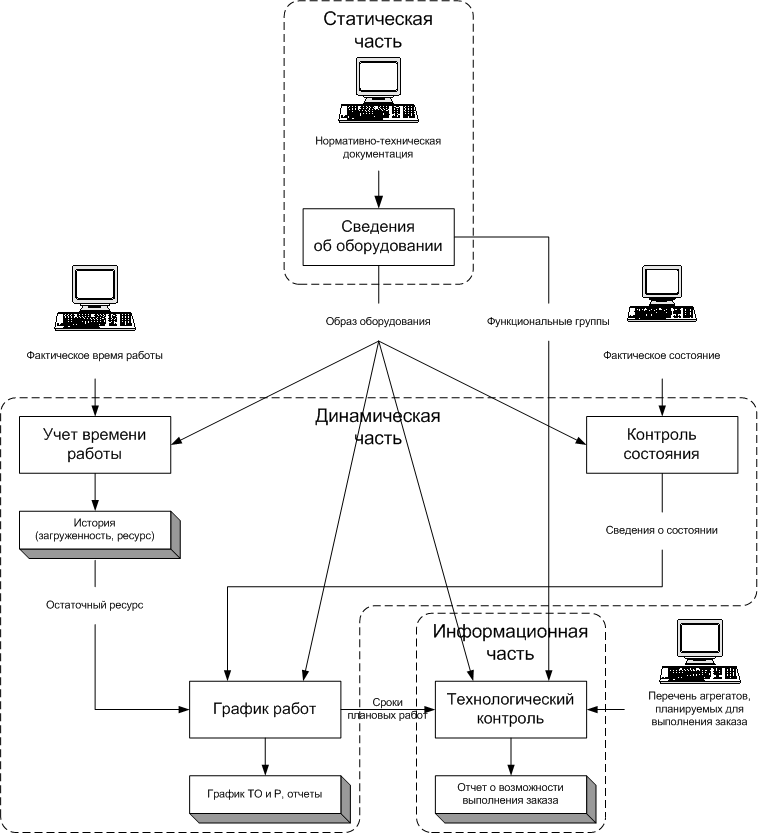 Статическая
часть
Нормативно-техническая
документация
Сведения
об оборудовании
Образ оборудования
Функциональные группы
Фактическое время работы
Фактическое состояние
Динамическая
часть
Учет времени
работы
Контроль
состояния
История
(загруженность, ресурс)
Сведения о состоянии
Остаточный ресурс
Информационная
часть
График работ
Сроки
плановых работ
Технологический
контроль
Перечень агрегатов,
планируемых для
выполнения заказа
График ТО и Р, отчеты
Отчет о возможности
выполнения заказа